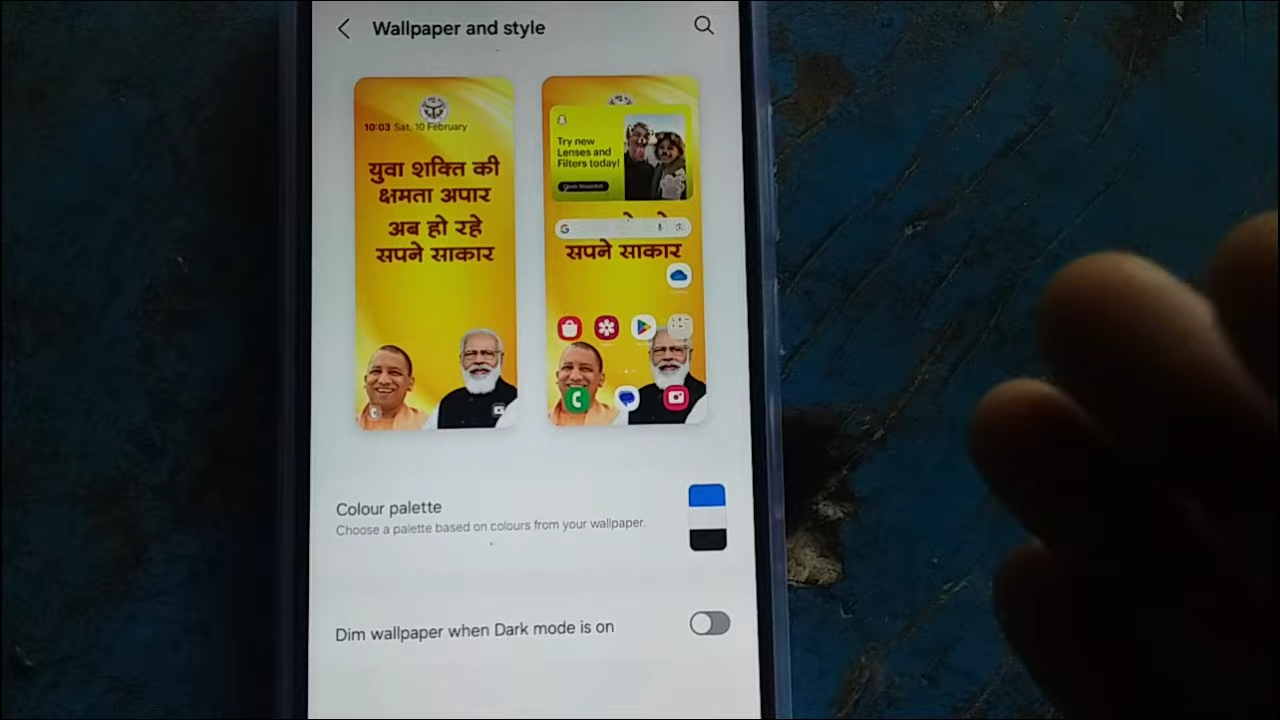 Wallpaper and style
10:03 Sat, 10 February
युवा शक्ति की
क्षमता अपार
अब हो रहे
सपने साकार
Try new
Lenses and
Filters today!
Open Snapchat
सपने साकार
Colour palette
Choose a palette based on colours from your wallpaper.
Dim wallpaper when Dark mode is on